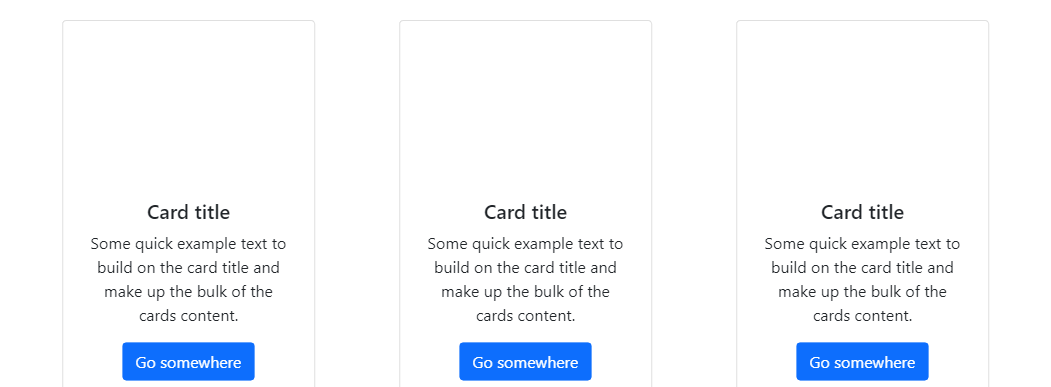 Card title
Some quick example text to
build on the card title and
make up the bulk of the
cards content.
Go somewhere
Card title
Some quick example text to
build on the card title and
make up the bulk of the
cards content.
Go somewhere
Card title
Some quick example text to
build on the card title and
make up the bulk of the
cards content.
Go somewhere